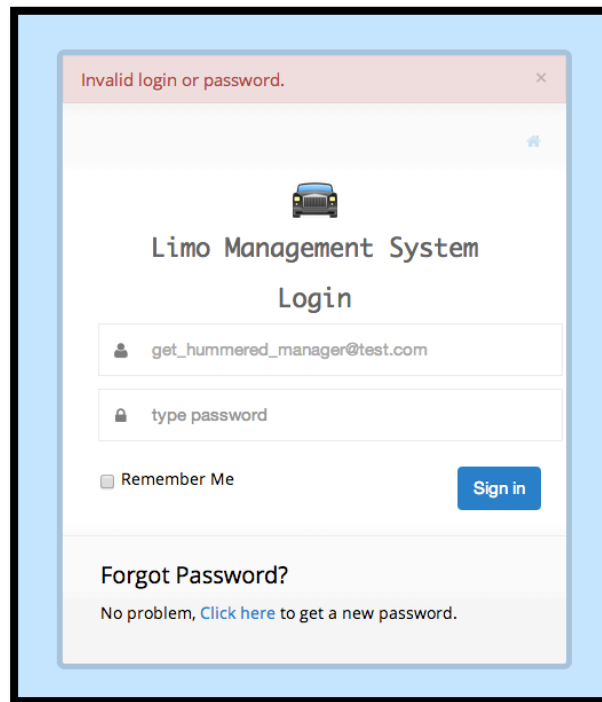 Invalid login or password. ×
Limo Management System
Login
get_hummered_manager@test.com
type password
Remember Me
Sign in
Forgot Password?
No problem, Click here to get a new password.